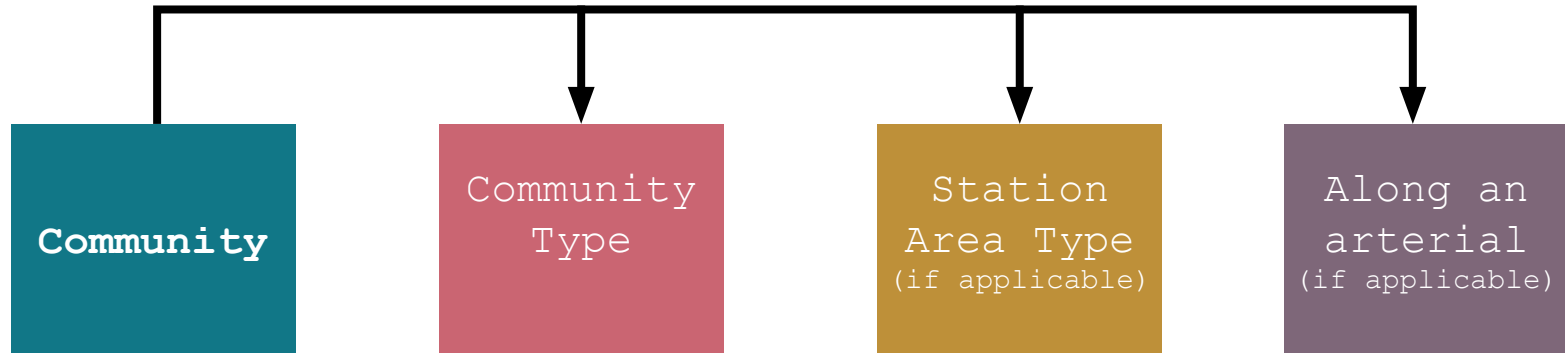 Community
Community
Type
Station
Area Type
(if applicable)
Along an
arterial
(if applicable)